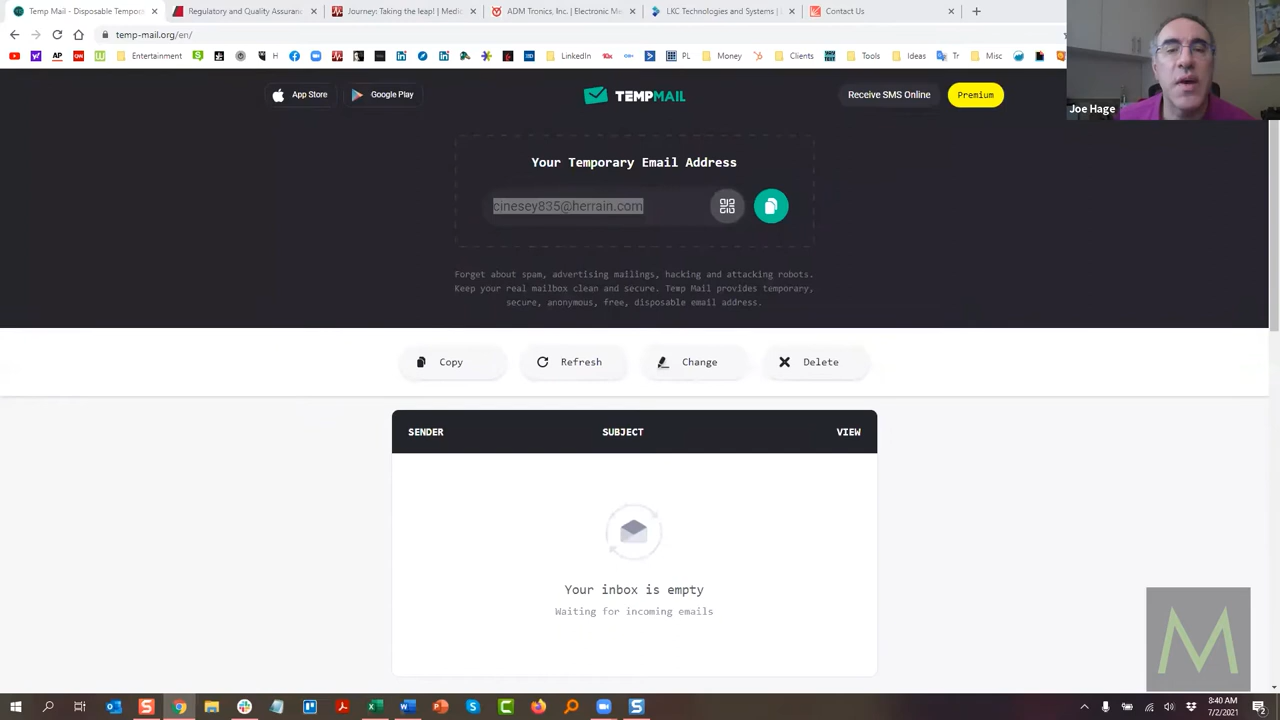 Temp Mail - Disposable Tempora
Regulatory and Quality Assuranc
Journey: Taking the leap! | Medic
ADM Tronics, Inc. | Electronic Me
LKC Technologies and Systems | L
Contact Us
temp-mail.org/en/
Entertainment
LinkedIn
PL
Money
Clients
Tools
Ideas
Tr
Misc
App Store
Google Play
TEMPMAIL
Receive SMS Online
Premium
Joe Hage
Your Temporary Email Address
cinesey835@herrain.com
Forget about spam, advertising mailings, hacking and attacking robots.
Keep your real mailbox clean and secure. Temp Mail provides temporary,
secure, anonymous, free, disposable email address.
Copy
Refresh
Change
Delete
SENDER
SUBJECT
VIEW
Your inbox is empty
Waiting for incoming emails
M
8:40 AM
7/2/2021